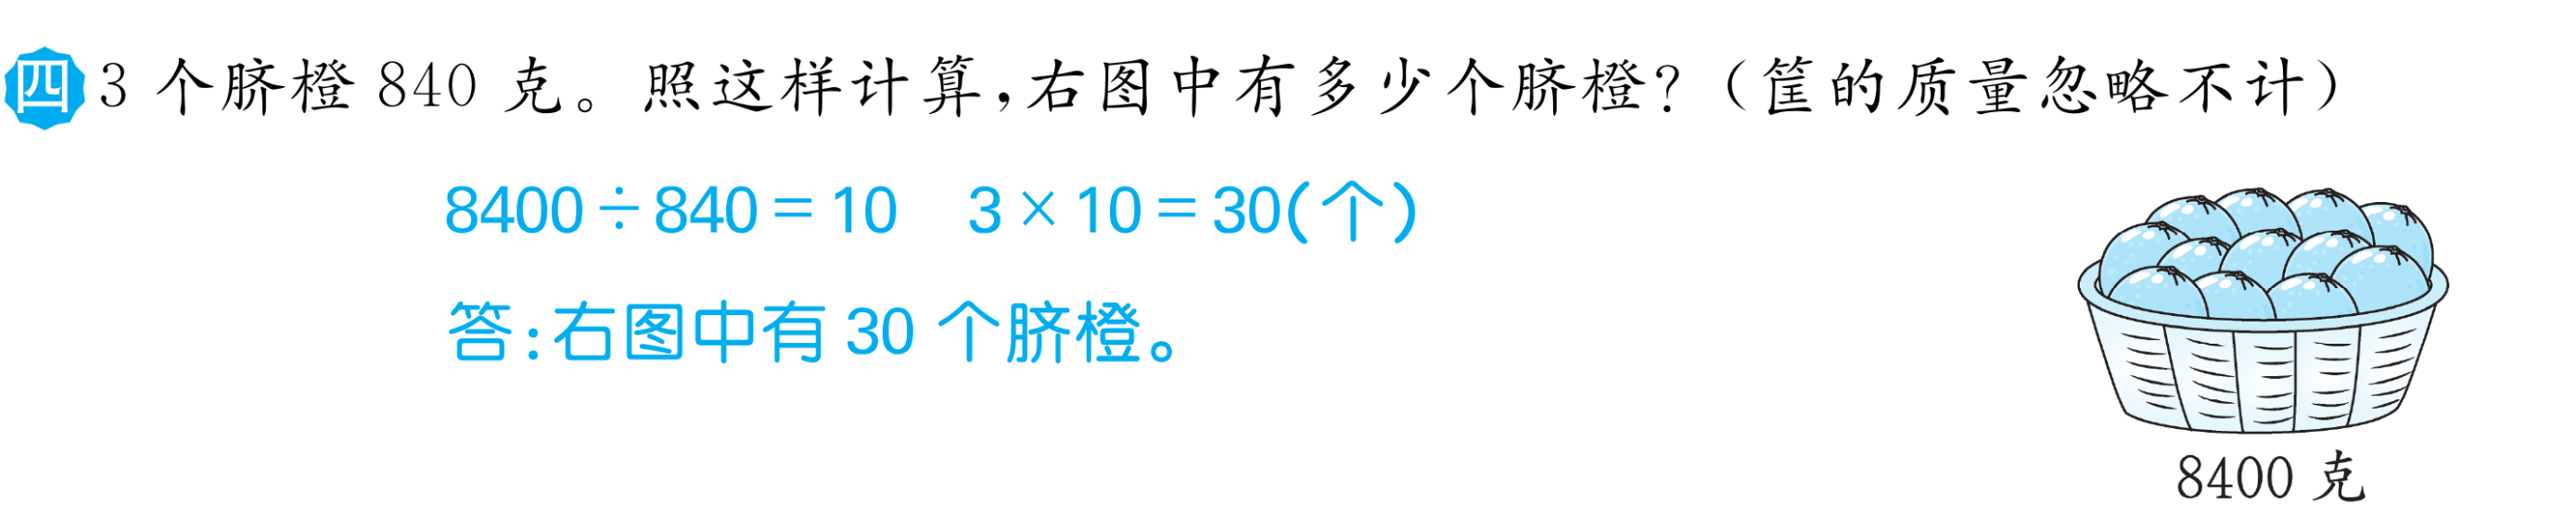 四 3 个脐橙 840 克。照这样计算,右图中有多少个脐橙?(筐的质量忽略不计)
8400÷840=10 3×10=30(个)
答:右图中有 30 个脐橙。
8400 克